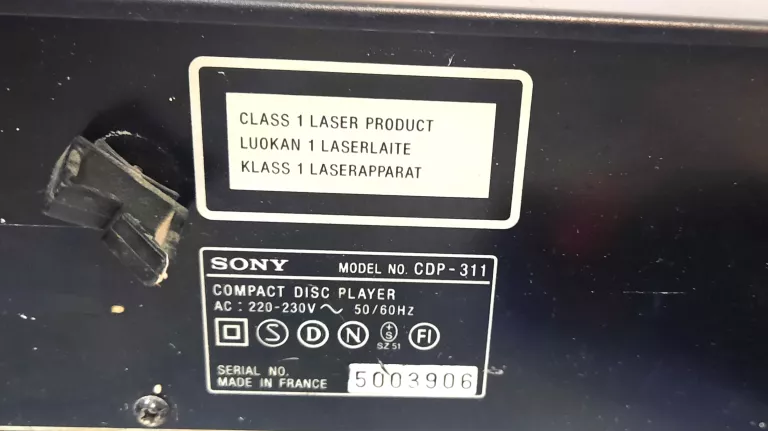 CLASS 1 LASER PRODUCT
LUOKAN 1 LASERLAITE
KLASS 1 LASERAPPARAT
SONY MODEL NO. CDP-311
COMPACT DISC PLAYER
AC : 220-230V ~ 50/60HZ
S D N +S FI
SZ 51
SERIAL NO. 5003906
MADE IN FRANCE